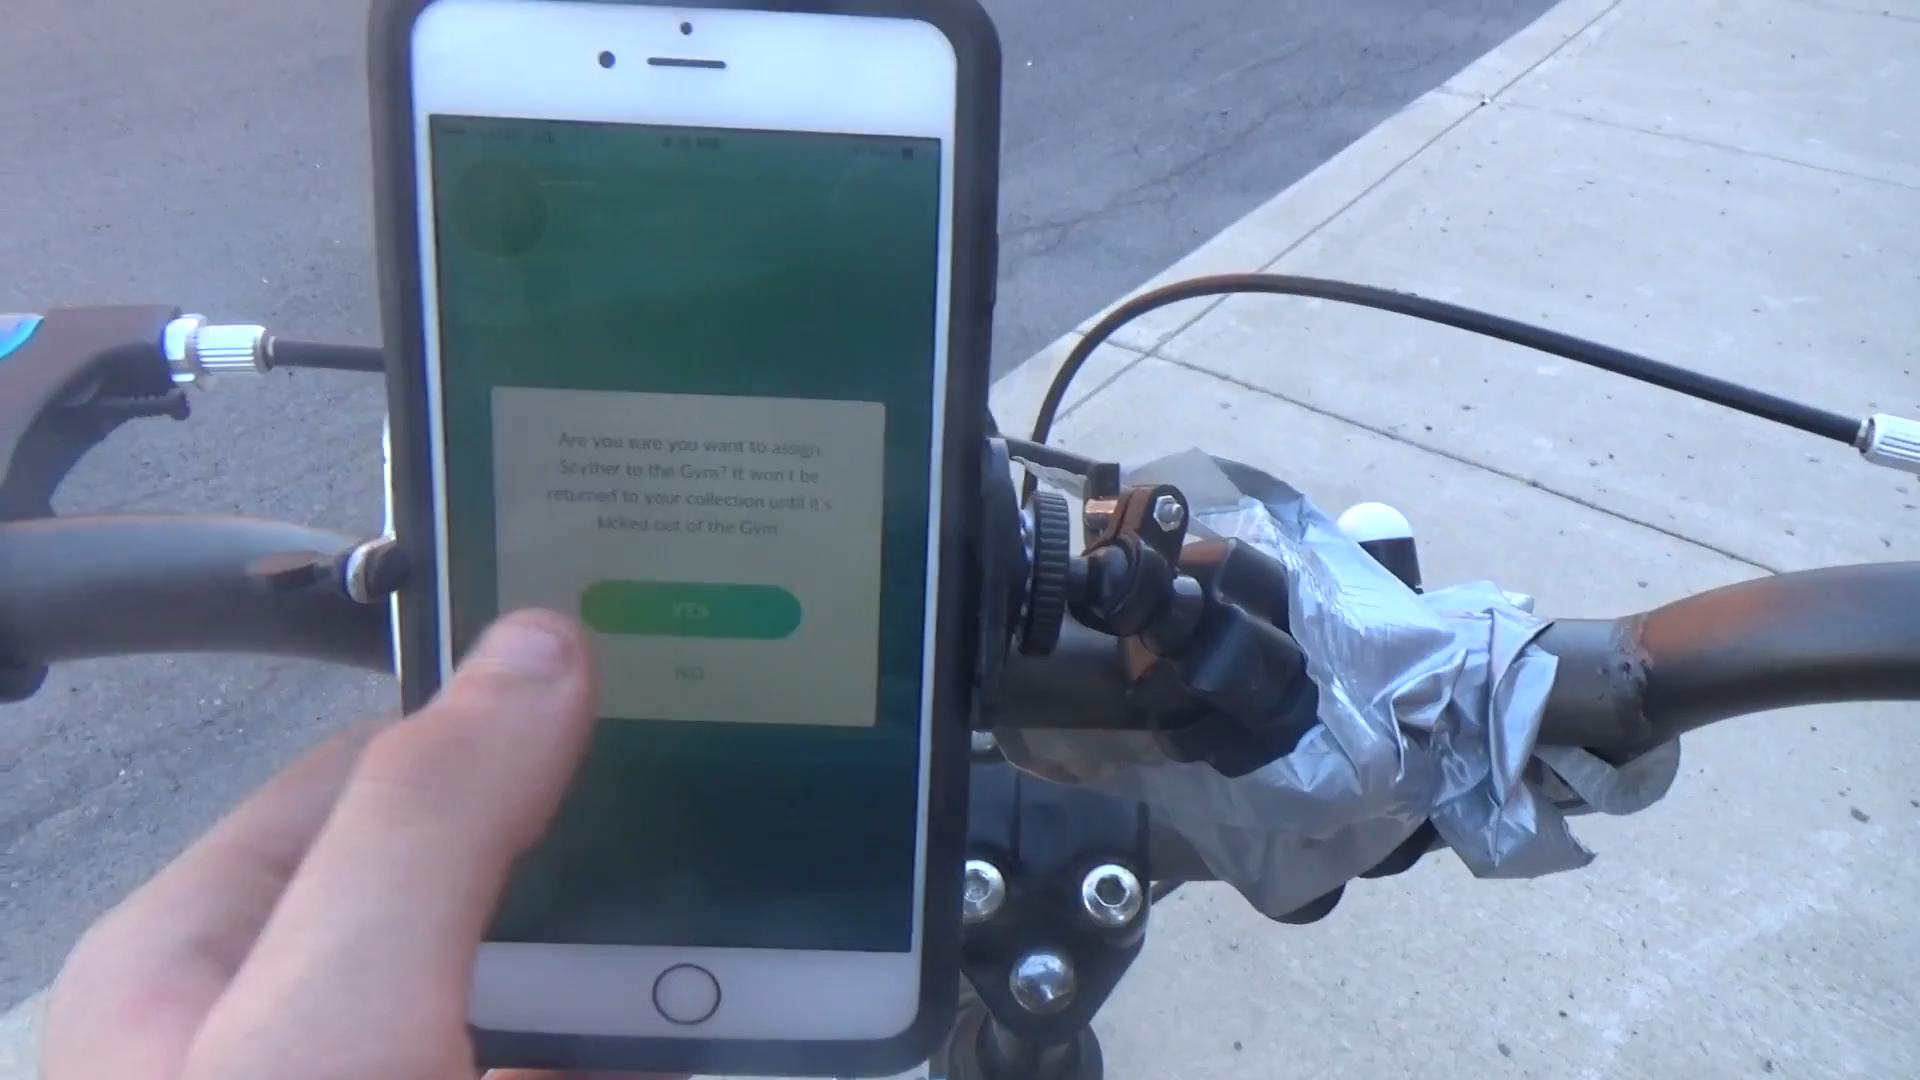 Are you sure you want to assign
Scyther to the Gym? It won't be
returned to your collection until it's
kicked out of the Gym
YES
NO